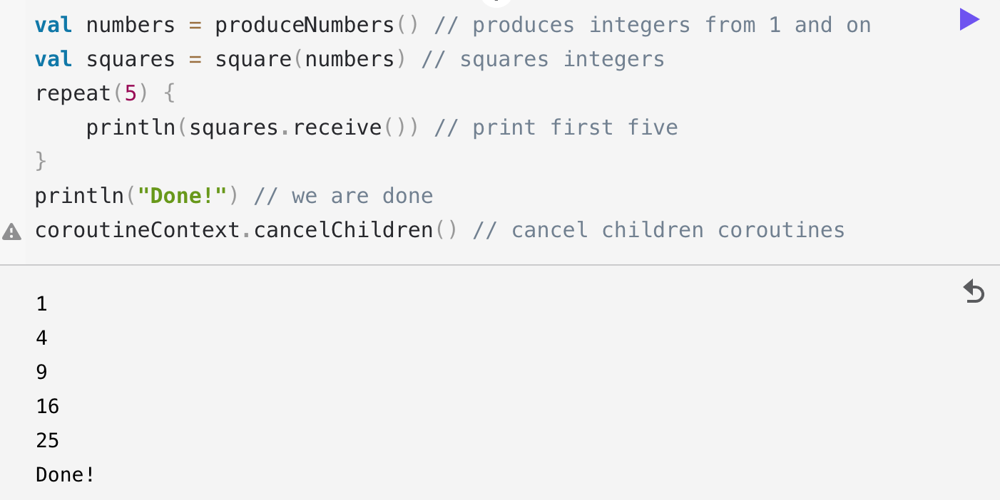 val numbers = produceNumbers() // produces integers from 1 and on
val squares = square(numbers) // squares integers
repeat(5) {
    println(squares.receive()) // print first five
}
println("Done!") // we are done
coroutineContext.cancelChildren() // cancel children coroutines
1
4
9
16
25
Done!